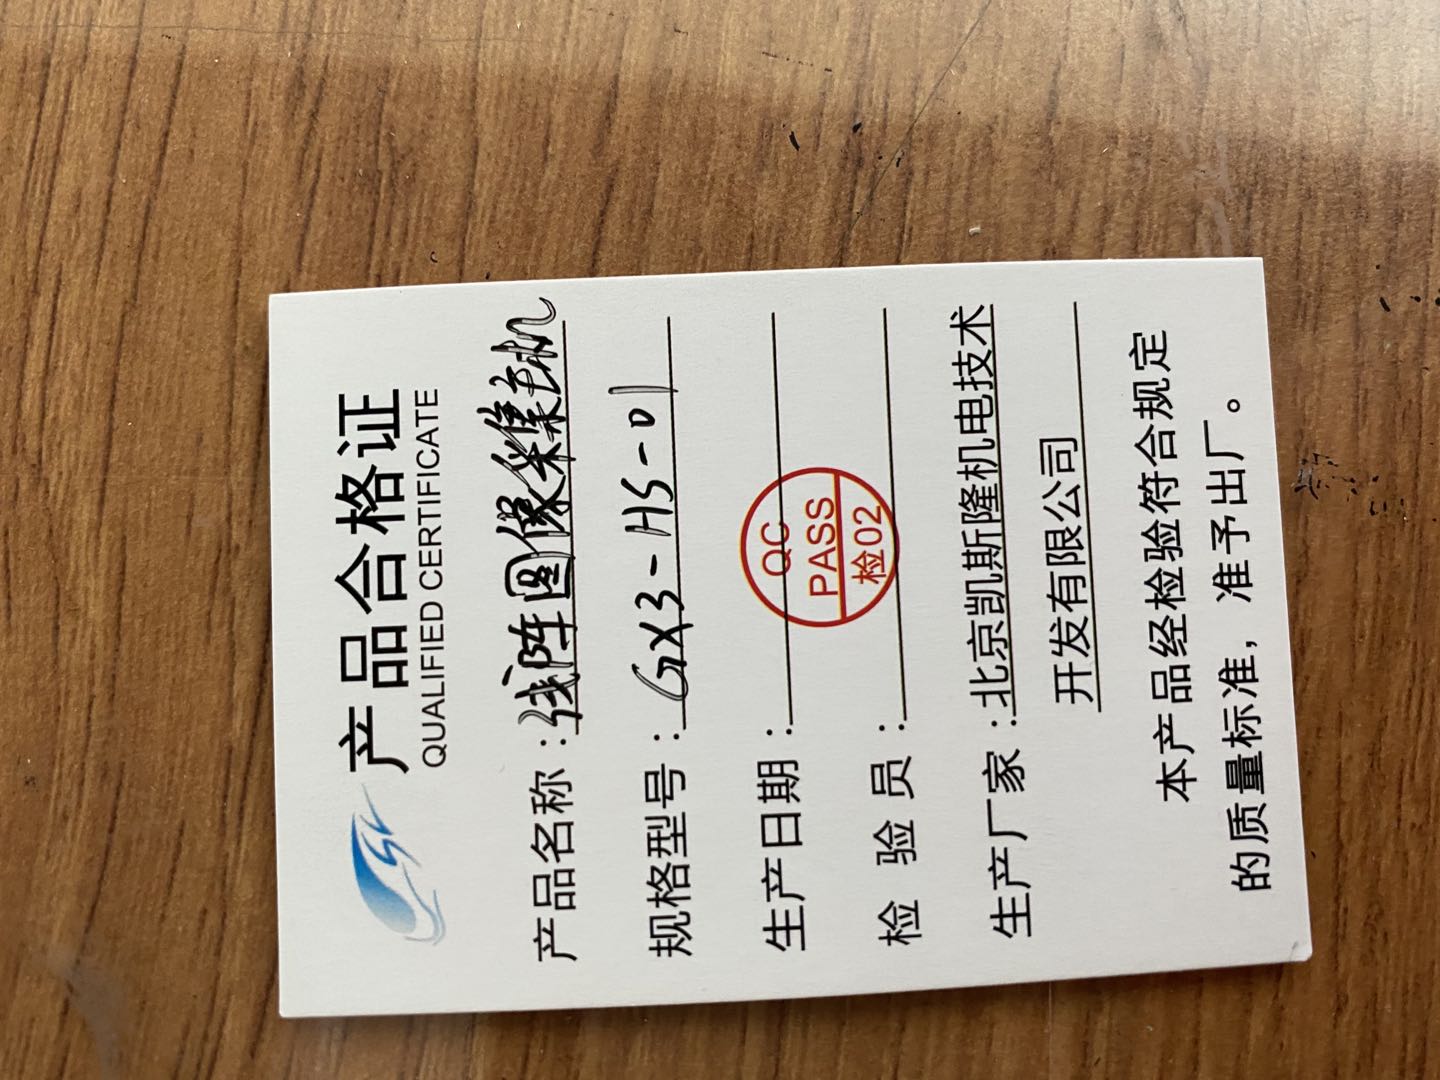 产品合格证
QUALIFIED CERTIFICATE
产品名称：线阵图像采集机
规格型号：GX3-HS-01
生产日期：
QC
PASS
检02
检验员：
生产厂家：北京凯斯隆机电技术
开发有限公司
本产品经检验符合规定
的质量标准，准予出厂。